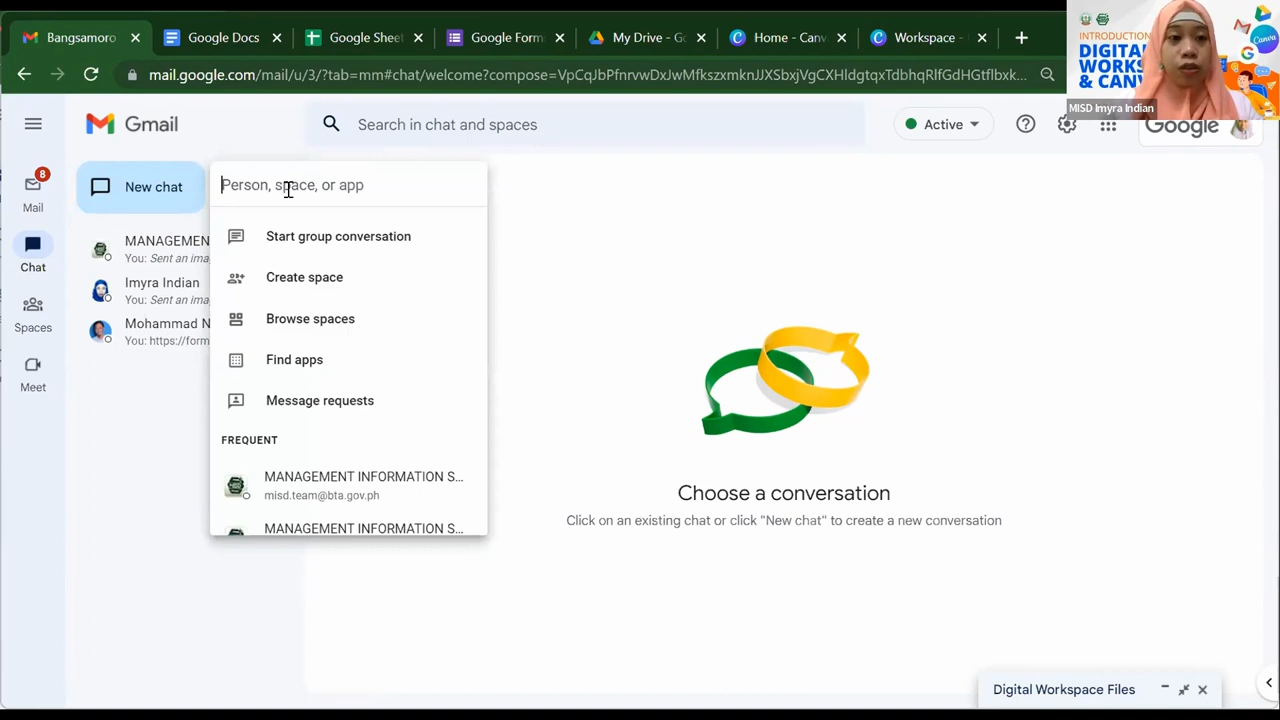 Bangsamoro
Google Docs
Google Sheet
Google Form
My Drive - Go
Home - Canv
Workspace -
mail.google.com/mail/u/3/?tab=mm#chat/welcome?compose=VpCqJbPfnrvwDxJwMfkszxmknJJXSbxjVgCXHldgtqxTdbhqRlfGdHGtflbxk...
INTRODUCTION
DIGITAL
WORKS
& CANV
Canva
MISD Imyra Indian
Gmail
Search in chat and spaces
Active
Google
8
Mail
Chat
Spaces
Meet
New chat
MANAGEMEN
You: Sent an ima
Imyra Indian
You: Sent an ima
Mohammad N
You: https://form
Person, space, or app
Start group conversation
Create space
Browse spaces
Find apps
Message requests
FREQUENT
MANAGEMENT INFORMATION S...
misd.team@bta.gov.ph
MANAGEMENT INFORMATION S...
Choose a conversation
Click on an existing chat or click "New chat" to create a new conversation
Digital Workspace Files